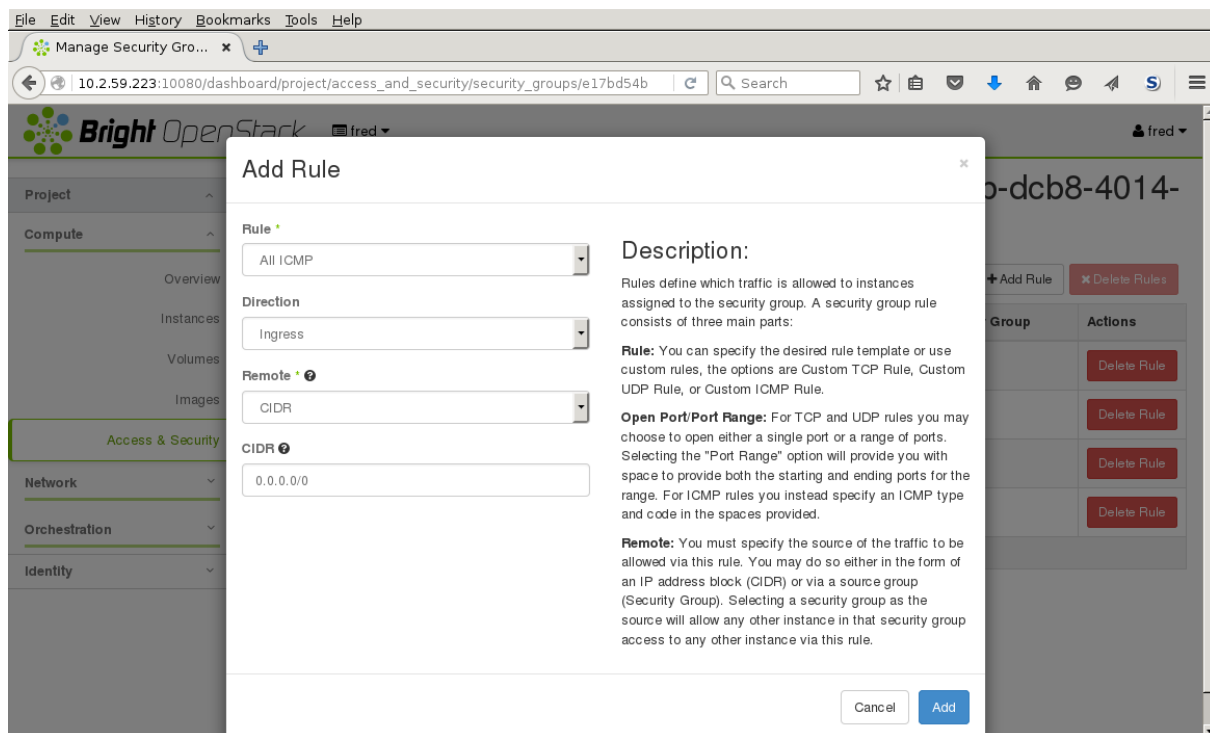 File Edit View History Bookmarks Tools Help
Manage Security Gro...
10.2.59.223:10080/dashboard/project/access_and_security/security_groups/e17bd54b
Search
S
Bright OpenStack
fred
fred
Add Rule
-dcb8-4014-
Project
Compute
Overview
Instances
Volumes
Images
Access & Security
Network
Orchestration
Identity
Rule *
All ICMP
Direction
Ingress
Remote *
CIDR
CIDR
0.0.0.0/0
Description:
Rules define which traffic is allowed to instances
assigned to the security group. A security group rule
consists of three main parts:
Rule: You can specify the desired rule template or use
custom rules, the options are Custom TCP Rule, Custom
UDP Rule, or Custom ICMP Rule.
Open Port/Port Range: For TCP and UDP rules you may
choose to open either a single port or a range of ports.
Selecting the "Port Range" option will provide you with
space to provide both the starting and ending ports for the
range. For ICMP rules you instead specify an ICMP type
and code in the spaces provided.
Remote: You must specify the source of the traffic to be
allowed via this rule. You may do so either in the form of
an IP address block (CIDR) or via a source group
(Security Group). Selecting a security group as the
source will allow any other instance in that security group
access to any other instance via this rule.
+ Add Rule
Delete Rules
Group
Actions
Delete Rule
Delete Rule
Delete Rule
Delete Rule
Cancel
Add